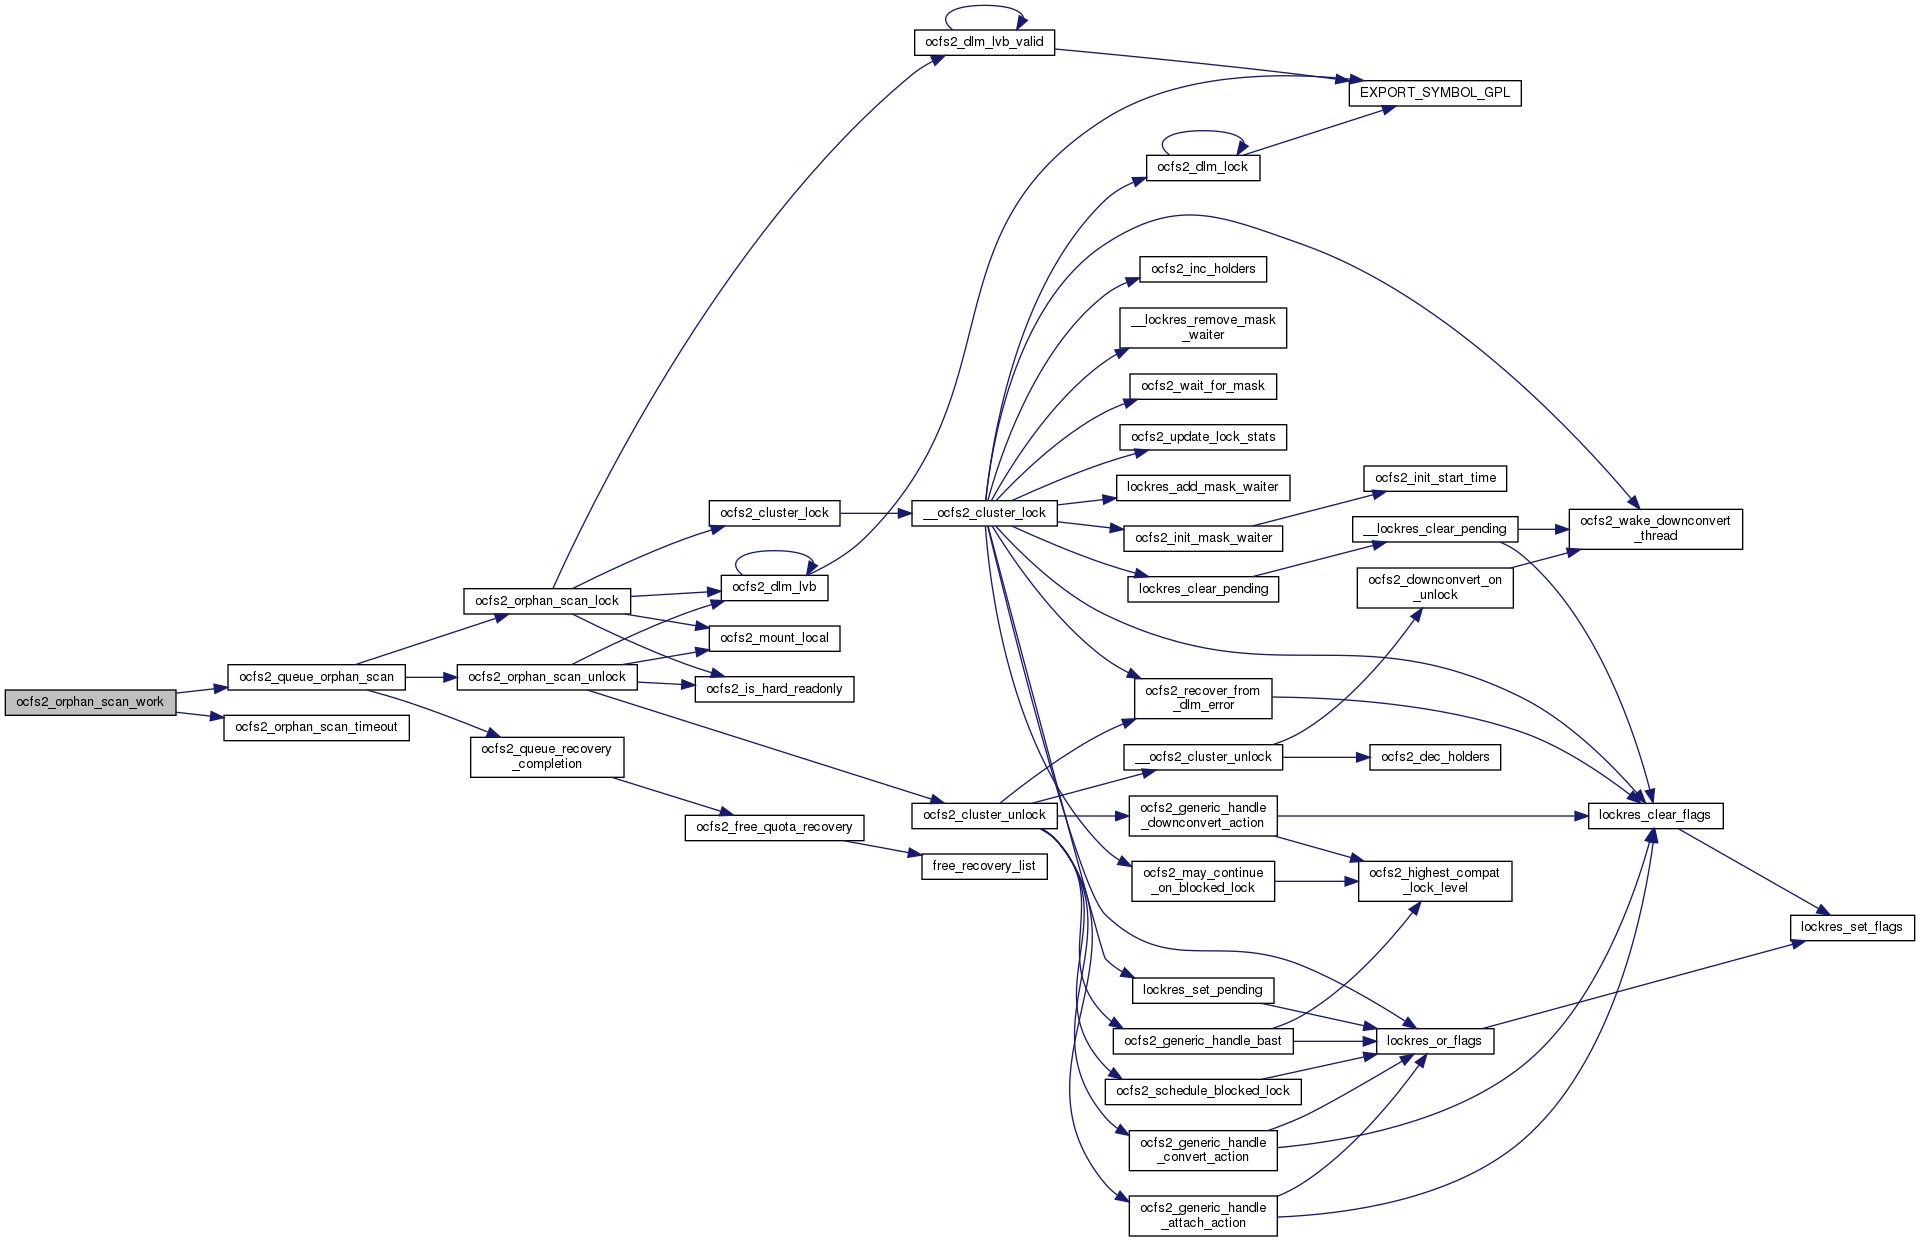 ocfs2_dlm_lvb_valid
EXPORT_SYMBOL_GPL
ocfs2_dlm_lock
ocfs2_inc_holders
__lockres_remove_mask
_waiter
ocfs2_wait_for_mask
ocfs2_update_lock_stats
ocfs2_init_start_time
lockres_add_mask_waiter
ocfs2_cluster_lock
__ocfs2_cluster_lock
ocfs2_init_mask_waiter
__lockres_clear_pending
ocfs2_wake_downconvert
_thread
ocfs2_orphan_scan_lock
ocfs2_dlm_lvb
lockres_clear_pending
ocfs2_downconvert_on
_unlock
ocfs2_mount_local
ocfs2_queue_orphan_scan
ocfs2_orphan_scan_unlock
ocfs2_is_hard_readonly
ocfs2_recover_from
_dlm_error
ocfs2_orphan_scan_work
ocfs2_orphan_scan_timeout
ocfs2_queue_recovery
_completion
__ocfs2_cluster_unlock
ocfs2_dec_holders
ocfs2_free_quota_recovery
ocfs2_cluster_unlock
ocfs2_generic_handle
_downconvert_action
lockres_clear_flags
free_recovery_list
ocfs2_may_continue
_on_blocked_lock
ocfs2_highest_compat
_lock_level
lockres_set_flags
lockres_set_pending
ocfs2_generic_handle_bast
lockres_or_flags
ocfs2_schedule_blocked_lock
ocfs2_generic_handle
_convert_action
ocfs2_generic_handle
_attach_action